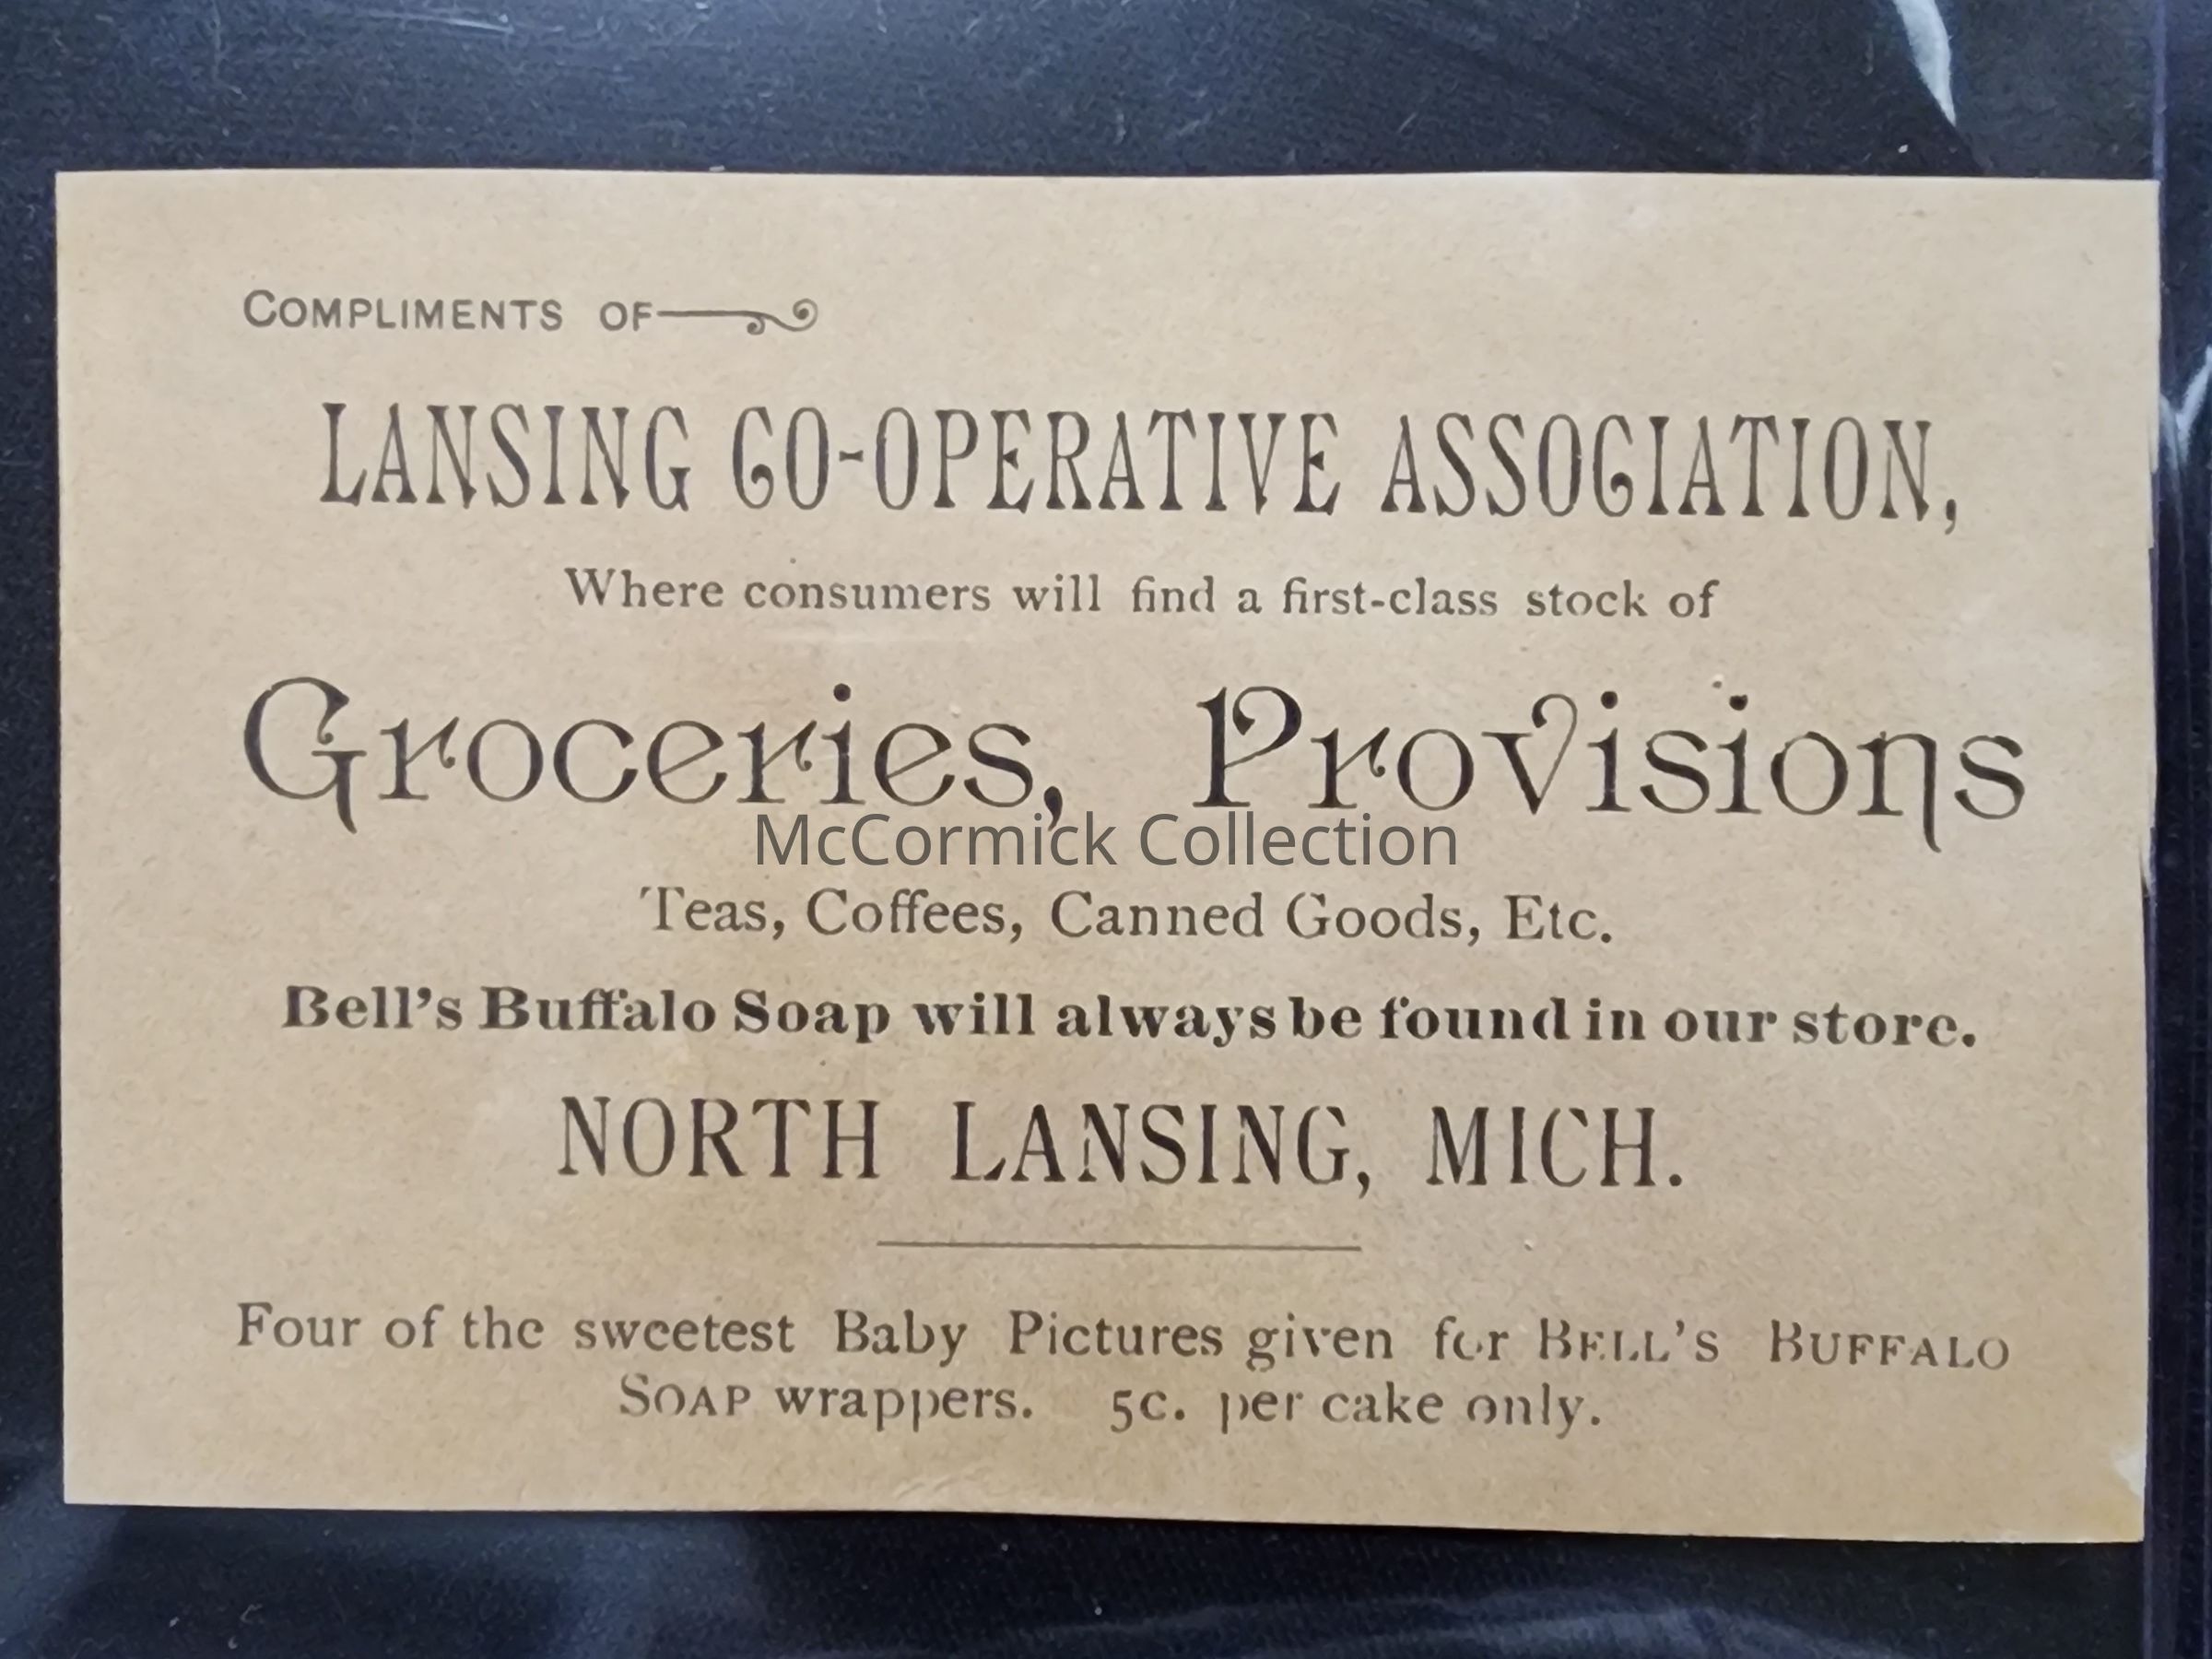 COMPLIMENTS OF
LANSING CO-OPERATIVE ASSOCIATION,
Where consumers will find a first-class stock of
Groceries, Provisions
McCormick Collection
Teas, Coffees, Canned Goods, Etc.
Bell's Buffalo Soap will always be found in our store.
NORTH LANSING, MICH.
Four of the sweetest Baby Pictures given for BELL'S BUFFALO
SOAP wrappers. 5c. per cake only.